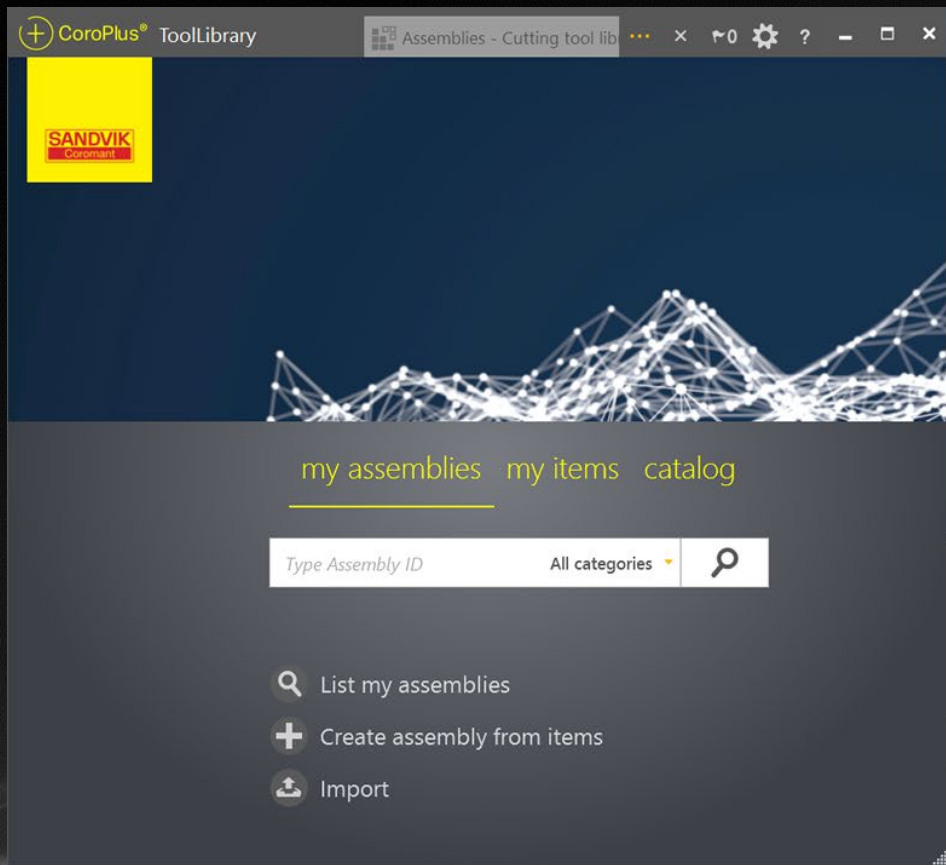 CoroPlus® ToolLibrary
Assemblies - Cutting tool lib
0
?
SANDVIK
Coromant
my assemblies my items catalog
Type Assembly ID
All categories
List my assemblies
Create assembly from items
Import